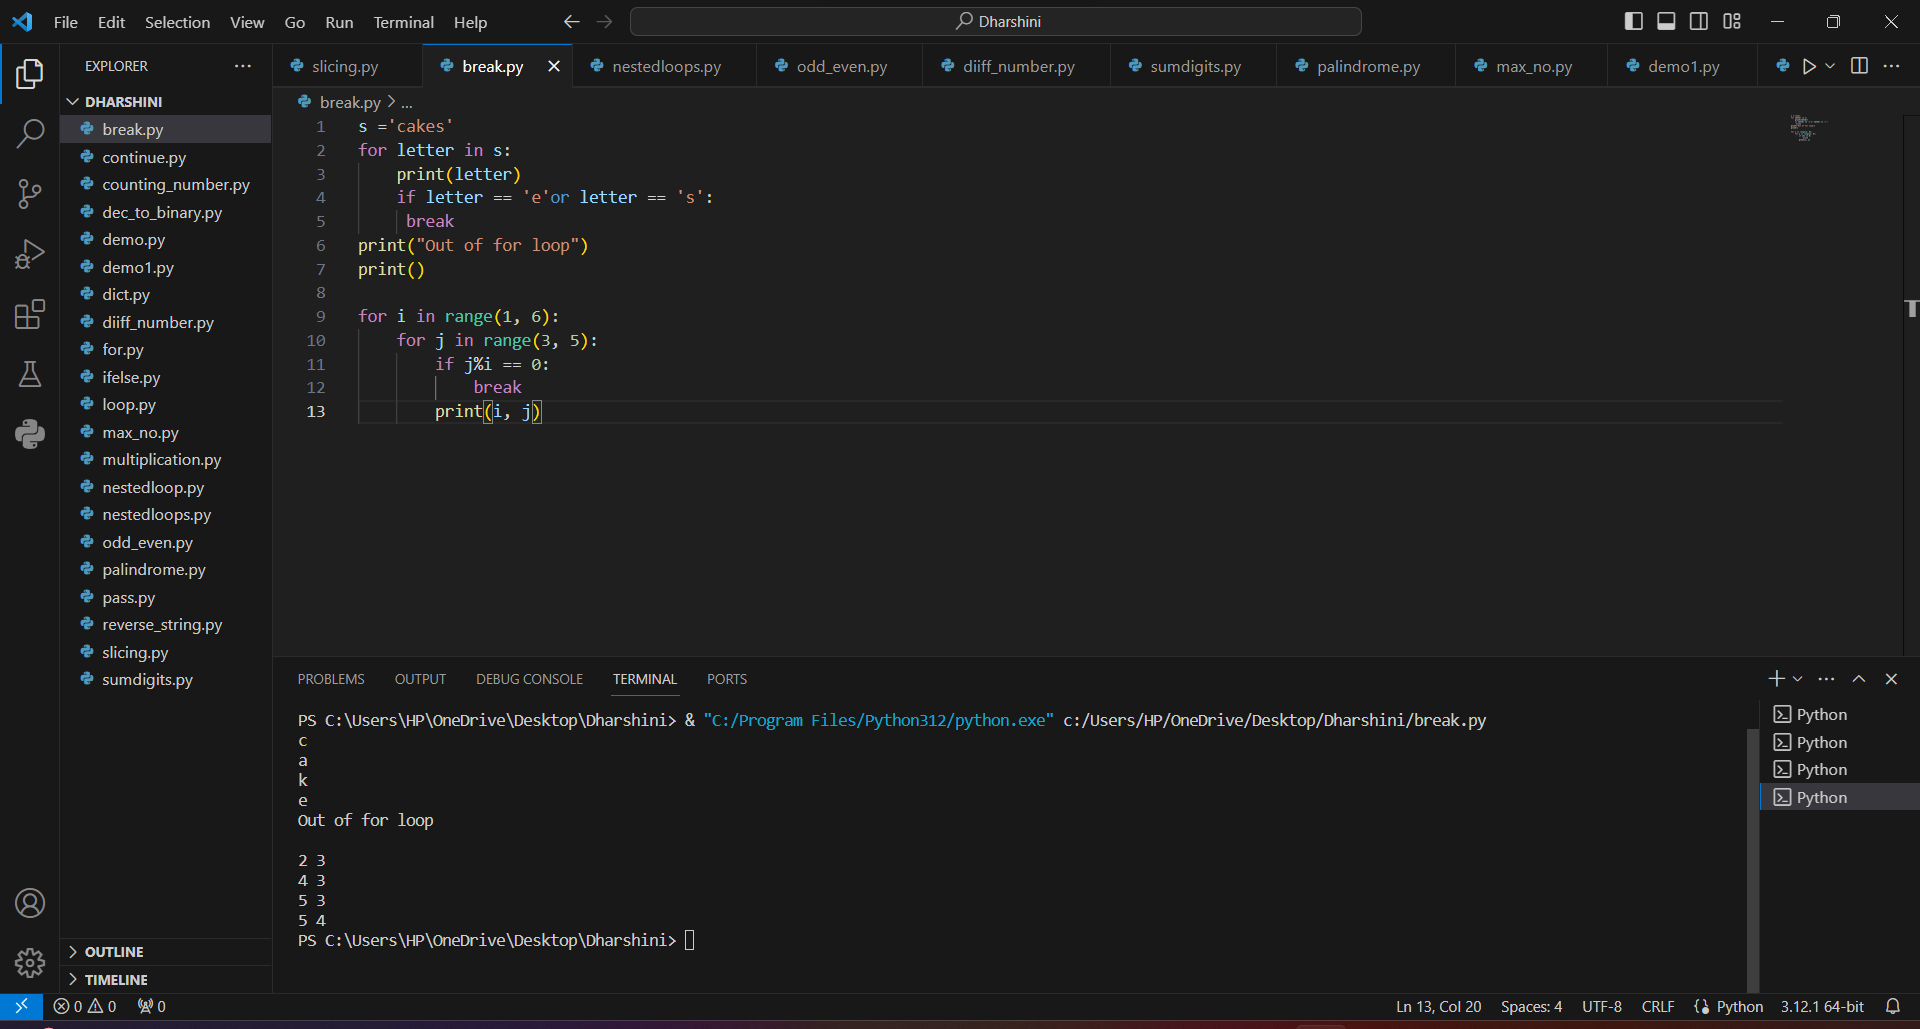 File Edit Selection View Go Run Terminal Help Dharshini
EXPLORER
DHARSHINI
break.py
continue.py
counting_number.py
dec_to_binary.py
demo.py
demo1.py
dict.py
diiff_number.py
for.py
ifelse.py
loop.py
max_no.py
multiplication.py
nestedloop.py
nestedloops.py
odd_even.py
palindrome.py
pass.py
reverse_string.py
slicing.py
sumdigits.py
OUTLINE
TIMELINE
slicing.py break.py nestedloops.py odd_even.py diiff_number.py sumdigits.py palindrome.py max_no.py demo1.py
break.py > ...
1 s ='cakes'
2 for letter in s:
3     print(letter)
4     if letter == 'e'or letter == 's':
5      break
6 print("Out of for loop")
7 print()
8
9 for i in range(1, 6):
10     for j in range(3, 5):
11         if j%i == 0:
12             break
13         print(i, j)
PROBLEMS OUTPUT DEBUG CONSOLE TERMINAL PORTS
PS C:\Users\HP\OneDrive\Desktop\Dharshini> & "C:/Program Files/Python312/python.exe" c:/Users/HP/OneDrive/Desktop/Dharshini/break.py
c
a
k
e
Out of for loop
2 3
4 3
5 3
5 4
PS C:\Users\HP\OneDrive\Desktop\Dharshini>
Python
Python
Python
Python
0 0 0 Ln 13, Col 20 Spaces: 4 UTF-8 CRLF Python 3.12.1 64-bit